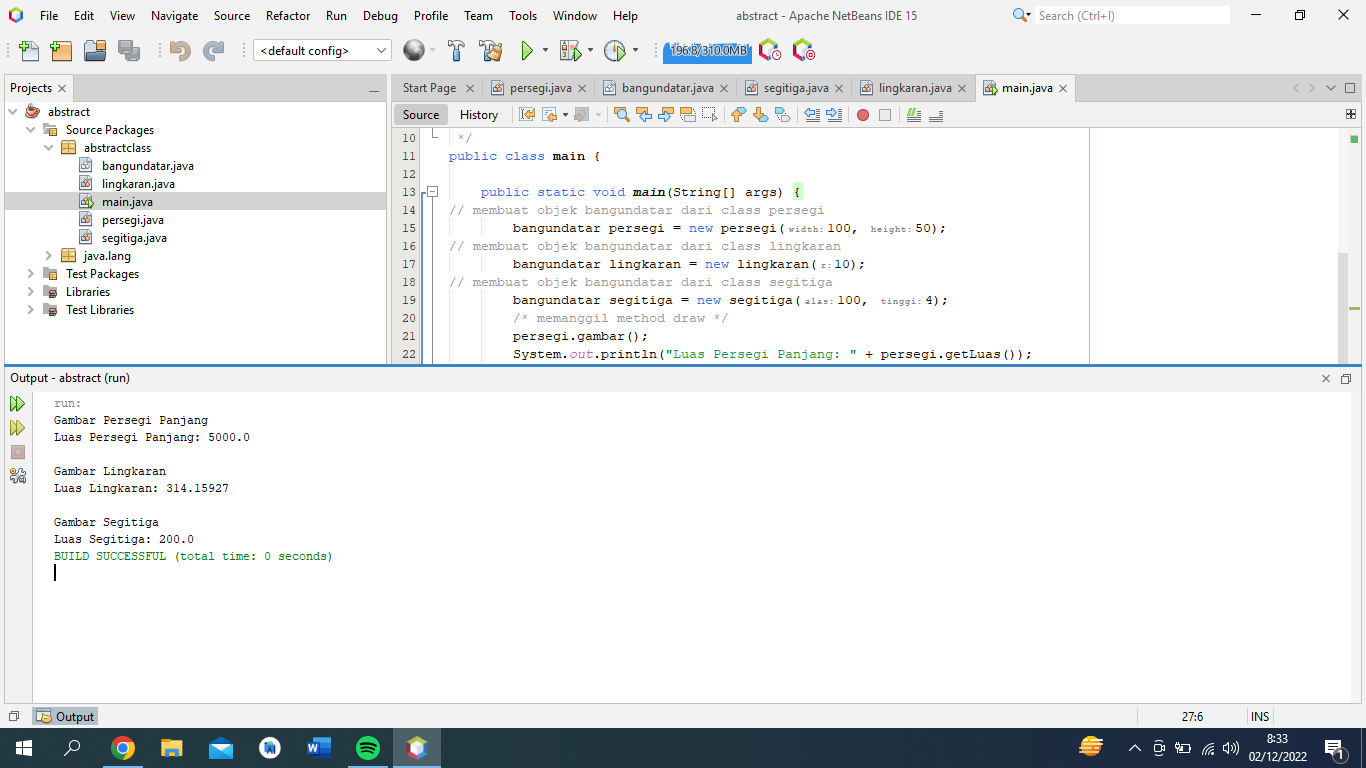 File Edit View Navigate Source Refactor Run Debug Profile Team Tools Window Help
abstract - Apache NetBeans IDE 15
Search (Ctrl+I)
<default config>
196.8/310.0MB
Projects
abstract
Source Packages
abstractclass
bangundatar.java
lingkaran.java
main.java
persegi.java
segitiga.java
java.lang
Test Packages
Libraries
Test Libraries
Start Page persegi.java bangundatar.java segitiga.java lingkaran.java main.java
Source History
10 */
11 public class main {
12
13 public static void main(String[] args) {
14 // membuat objek bangundatar dari class persegi
15 bangundatar persegi = new persegi(width: 100, height: 50);
16 // membuat objek bangundatar dari class lingkaran
17 bangundatar lingkaran = new lingkaran(r: 10);
18 // membuat objek bangundatar dari class segitiga
19 bangundatar segitiga = new segitiga(alas: 100, tinggi: 4);
20 /* memanggil method draw */
21 persegi.gambar();
22 System.out.println("Luas Persegi Panjang: " + persegi.getLuas());
Output - abstract (run)
run:
Gambar Persegi Panjang
Luas Persegi Panjang: 5000.0
Gambar Lingkaran
Luas Lingkaran: 314.15927
Gambar Segitiga
Luas Segitiga: 200.0
BUILD SUCCESSFUL (total time: 0 seconds)
Output
27:6 INS
8:33
02/12/2022
1